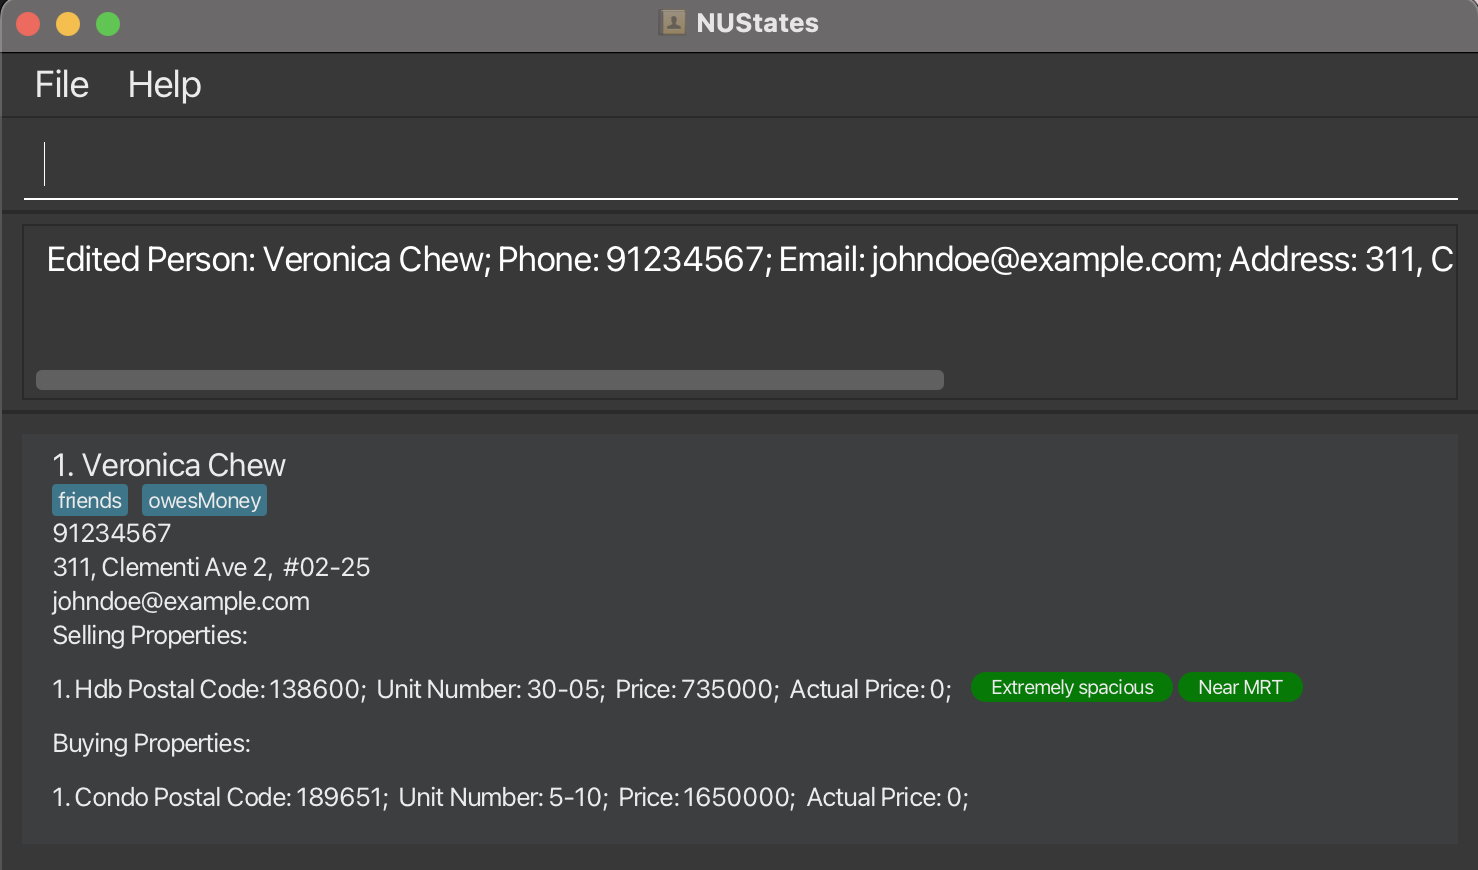 NUStates
File Help
Edited Person: Veronica Chew; Phone: 91234567; Email: johndoe@example.com; Address: 311, C
1. Veronica Chew
friends owesMoney
91234567
311, Clementi Ave 2, #02-25
johndoe@example.com
Selling Properties:
1. Hdb Postal Code: 138600; Unit Number: 30-05; Price: 735000; Actual Price: 0; Extremely spacious Near MRT
Buying Properties:
1. Condo Postal Code: 189651; Unit Number: 5-10; Price: 1650000; Actual Price: 0;